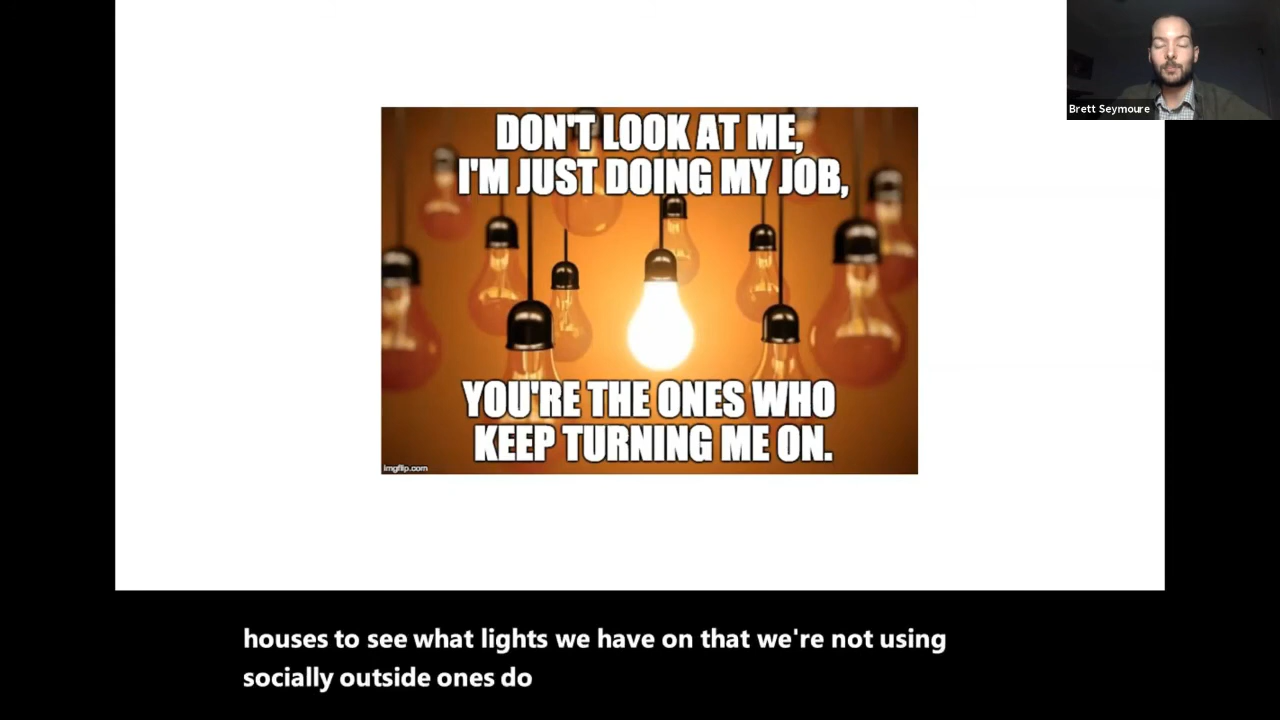 Brett Seymoure
DON'T LOOK AT ME,
I'M JUST DOING MY JOB,
YOU'RE THE ONES WHO
KEEP TURNING ME ON.
imgflip.com
houses to see what lights we have on that we're not using
socially outside ones do